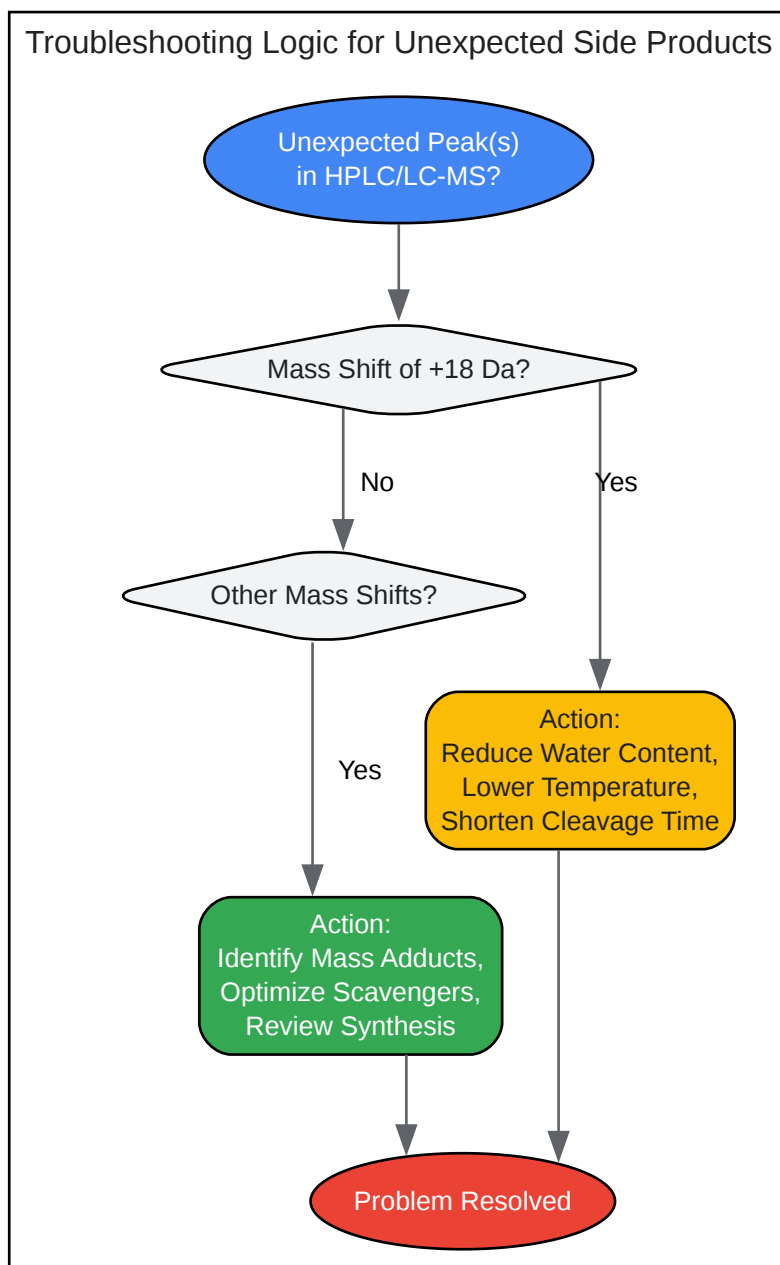 Troubleshooting Logic for Unexpected Side Products
Unexpected Peak(s)
in HPLC/LC-MS?
Mass Shift of +18 Da?
No
Yes
Other Mass Shifts?
Action:
Reduce Water Content,
Lower Temperature,
Shorten Cleavage Time
Yes
Action:
Identify Mass Adducts,
Optimize Scavengers,
Review Synthesis
Problem Resolved